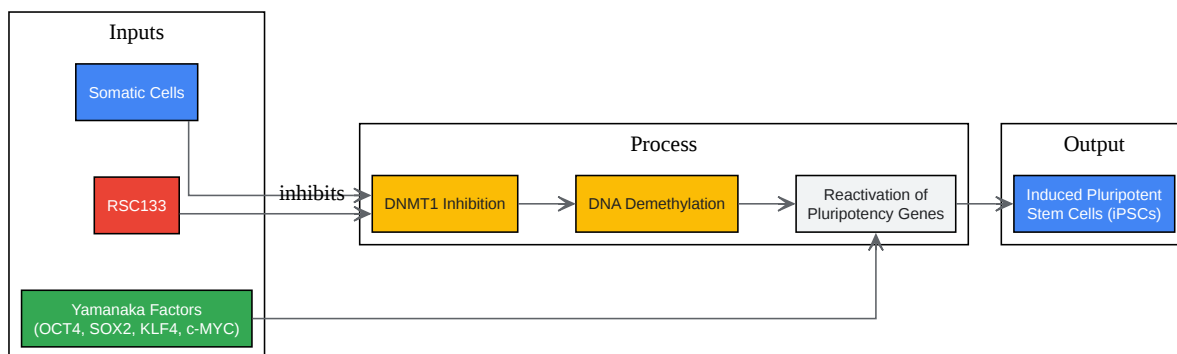 Inputs
Somatic Cells
RSC133
Yamanaka Factors
(OCT4, SOX2, KLF4, c-MYC)
inhibits
Process
DNMT1 Inhibition
DNA Demethylation
Reactivation of
Pluripotency Genes
Output
Induced Pluripotent
Stem Cells (iPSCs)